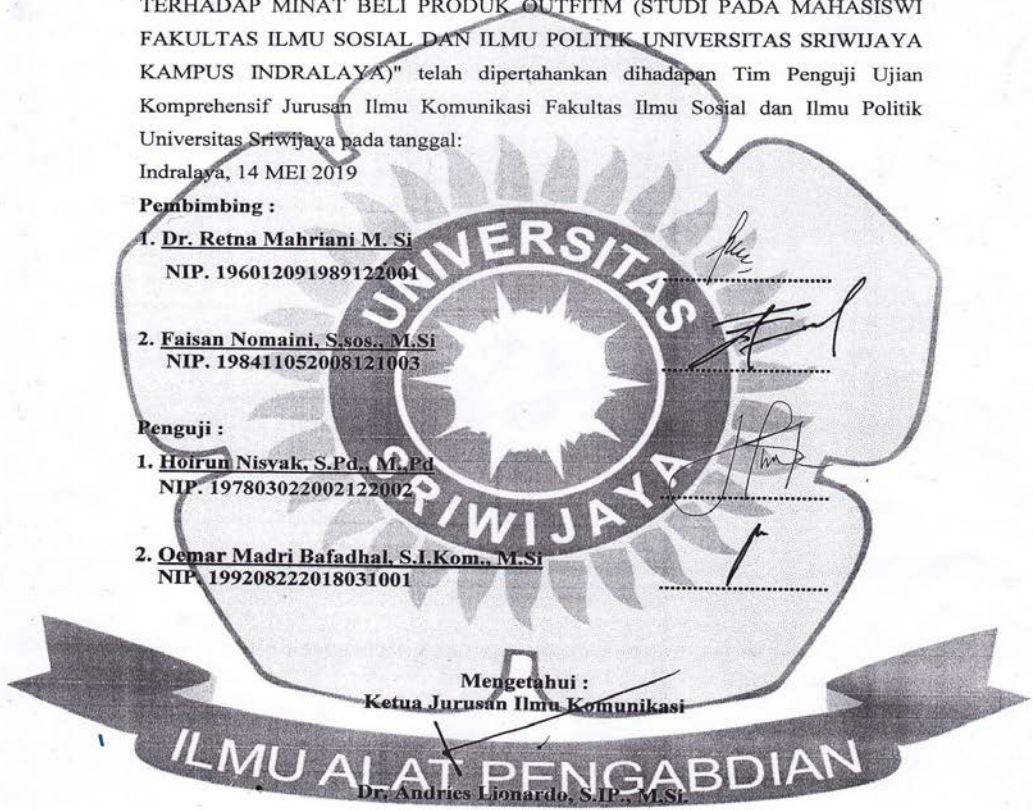 TERHADAP MINAT BELI PRODUK OUTFITM (STUDI PADA MAHASISWI
FAKULTAS ILMU SOSIAL DAN ILMU POLITIK UNIVERSITAS SRIWIJAYA
KAMPUS INDRALAYA)" telah dipertahankan dihadapan Tim Penguji Ujian
Komprehensif Jurusan Ilmu Komunikasi Fakultas Ilmu Sosial dan Ilmu Politik
Universitas Sriwijaya pada tanggal:
Indralaya, 14 MEI 2019
Pembimbing :
1. Dr. Retna Mahriani M. Si
NIP. 196012091989122001
2. Faisan Nomaini, S,sos., M.Si
NIP. 198411052008121003
Penguji :
1. Hoirun Nisyak, S.Pd., M.,Pd
NIP. 197803022002122002
2. Oemar Madri Bafadhal, S.I.Kom., M.Si
NIP. 199208222018031001
UNIVERSITAS
SRIWIJAYA
Mengetahui :
Ketua Jurusan Ilmu Komunikasi
ILMU ALAT PENGABDIAN
Dr. Andries Lionardo, S.IP., M.Si.